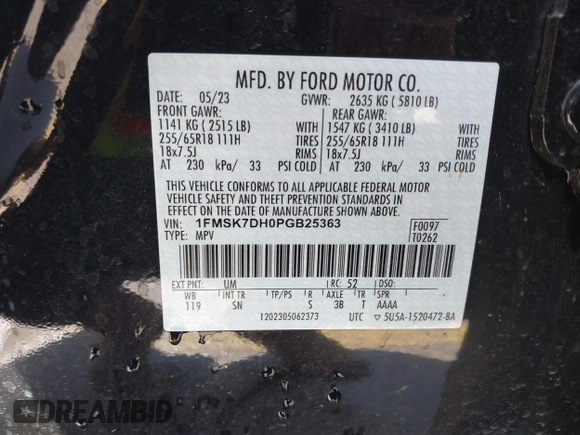 MFD. BY FORD MOTOR CO.
DATE: 05/23 GVWR: 2635 KG ( 5810 LB)
FRONT GAWR: REAR GAWR:
1141 KG ( 2515 LB) WITH 1547 KG ( 3410 LB) WITH
255/65R18 111H TIRES 255/65R18 111H TIRES
18x7.5J RIMS 18x7.5J RIMS
AT 230 kPa/ 33 PSI COLD AT 230 kPa/ 33 PSI COLD
THIS VEHICLE CONFORMS TO ALL APPLICABLE FEDERAL MOTOR
VEHICLE SAFETY AND THEFT PREVENTION STANDARDS IN
EFFECT ON THE DATE OF MANUFACTURE SHOWN ABOVE.
VIN: 1FMSK7DH0PGB25363 F0097
TYPE: MPV T0262
EXT PNT: UM RC: 52 DSO:
WB INT TR TP/PS R AXLE TR SPR
119 SN S 3B T AAAA
1202305062373 UTC ▽ 5U5A-1520472-BA
DREAMBID